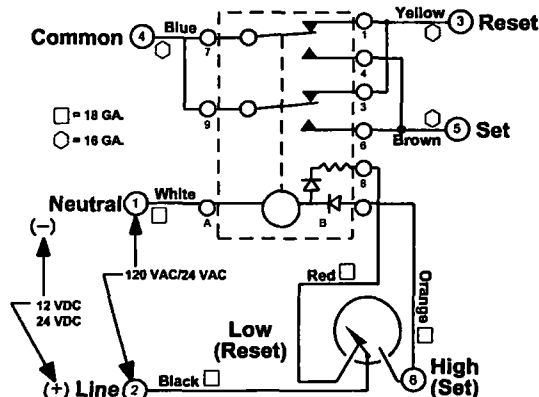 Blue
Yellow
Common
4
7
1
3
Reset
4
= 18 GA.
3
= 16 GA.
9
5
Set
6
Brown
8
Neutral
1
White
A
B
(–)
120 VAC/24 VAC
12 VDC
24 VDC
Red
Orange
Low
(Reset)
High
(Set)
6
(+) Line
2
Black